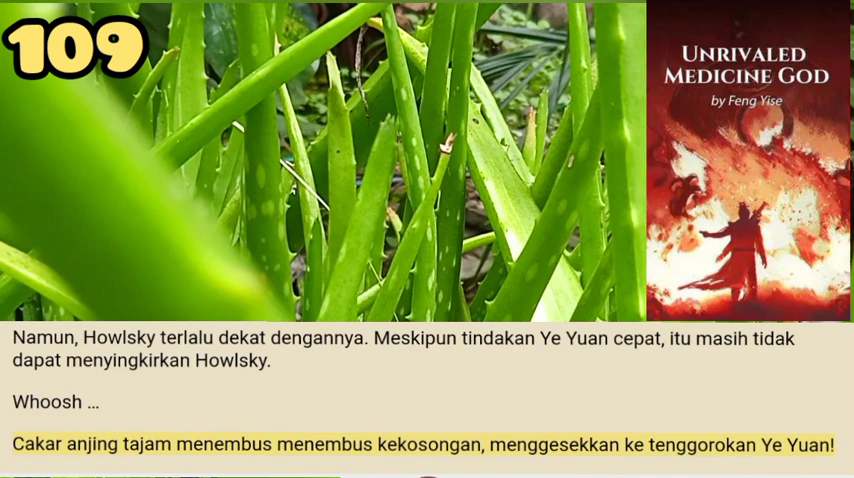 109
UNRIVALED
MEDICINE GOD
by Feng Yise
Namun, Howlsky terlalu dekat dengannya. Meskipun tindakan Ye Yuan cepat, itu masih tidak
dapat menyingkirkan Howlsky.
Whoosh ...
Cakar anjing tajam menembus menembus kekosongan, menggesekkan ke tenggorokan Ye Yuan!